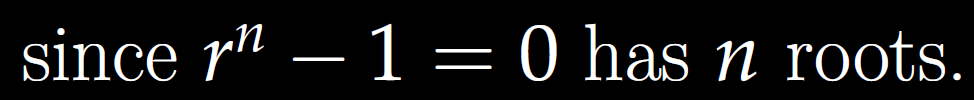 since $r^n - 1 = 0$ has $n$ roots.